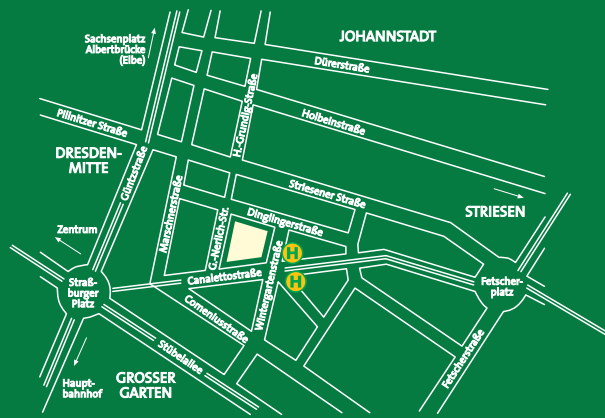 JOHANNSTADT
Sachsenplatz
Albertbrücke
(Elbe)
Dürerstraße
H.-Grundig-Straße
Holbeinstraße
Pillnitzer Straße
DRESDEN-
MITTE
Güntzstraße
Marschnerstraße
Striesener Straße
STRIESEN
G.-Nerlich-Str.
Dinglingerstraße
Zentrum
H
Canalettostraße
Wintergartenstraße
H
Straß-
burger
Platz
Fetscher-
platz
Comeniusstraße
Stübelallee
Fetscherstraße
Haupt-
bahnhof
GROSSER
GARTEN